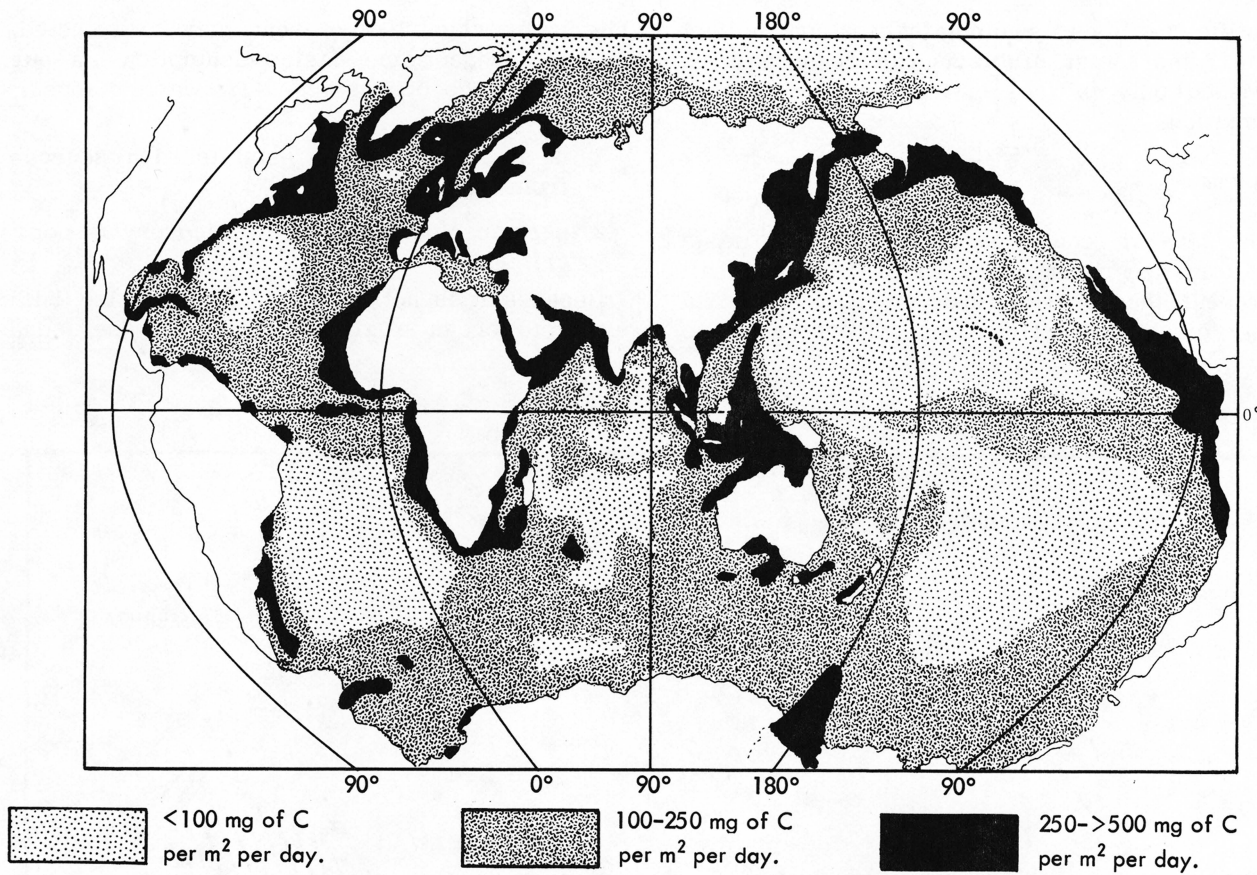 90° 0° 90° 180° 90°
0°
90° 0° 90° 180° 90°
<100 mg of C
per m² per day.
100-250 mg of C
per m² per day.
250->500 mg of C
per m² per day.